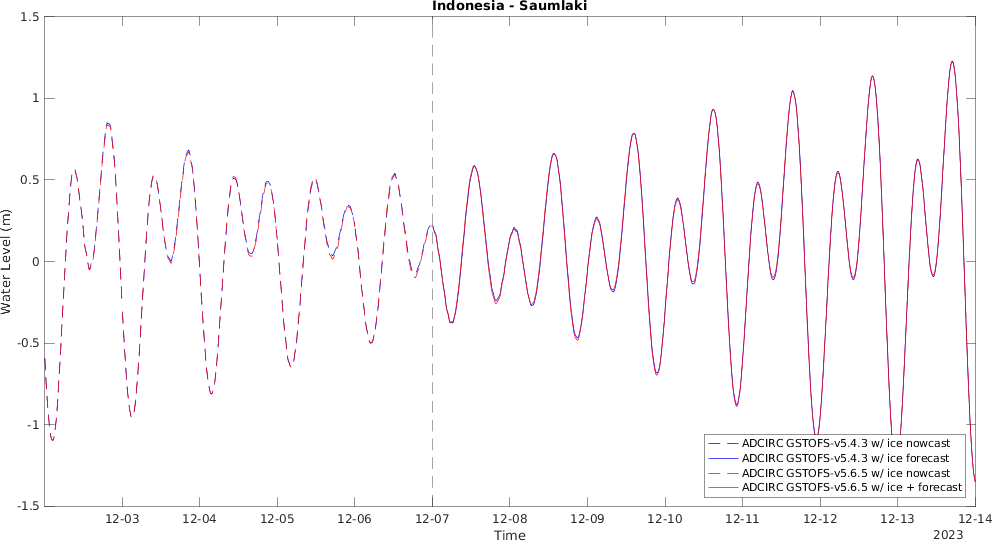 Indonesia - Saumlaki
1.5
1
0.5
0
-0.5
-1
-1.5
Water Level (m)
ADCIRC GSTOFS-v5.4.3 w/ ice nowcast
ADCIRC GSTOFS-v5.4.3 w/ ice forecast
ADCIRC GSTOFS-v5.6.5 w/ ice nowcast
ADCIRC GSTOFS-v5.6.5 w/ ice + forecast
12-03 12-04 12-05 12-06 12-07 12-08 12-09 12-10 12-11 12-12 12-13 12-14
Time
2023